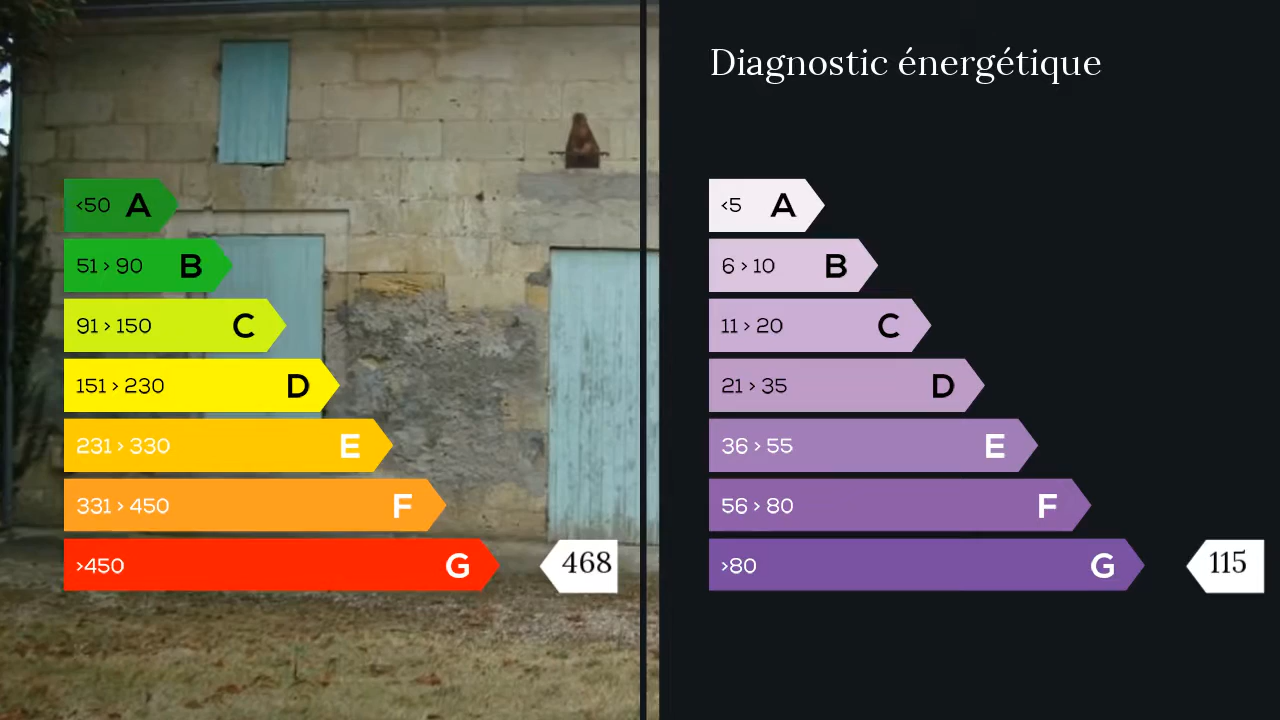 Diagnostic énergétique
<50 A
51 > 90 B
91 > 150 C
151 > 230 D
231 > 330 E
331 > 450 F
>450 G
468
<5 A
6 > 10 B
11 > 20 C
21 > 35 D
36 > 55 E
56 > 80 F
>80 G
115